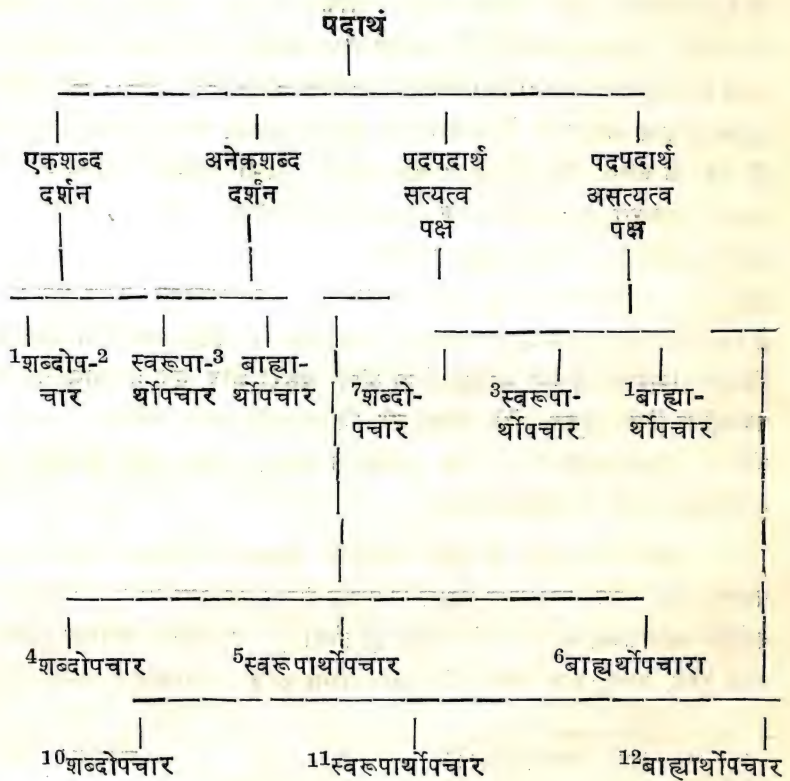 पदाथं
एकशब्द अनेकशब्द पदपदार्थ पदपदार्थ
दर्शन दर्शन सत्यत्व असत्यत्व
पक्ष पक्ष
¹शब्दोप-² स्वरूपा-³ बाह्या-
चार र्थोपचार र्थोपचार
⁷शब्दो- ³स्वरूपा- ¹बाह्या-
पचार र्थोपचार र्थोपचार
⁴शब्दोपचार ⁵स्वरूपार्थोपचार ⁶बाह्यर्थोपचारा
¹⁰शब्दोपचार ¹¹स्वरूपार्थोपचार ¹²बाह्यार्थोपचार